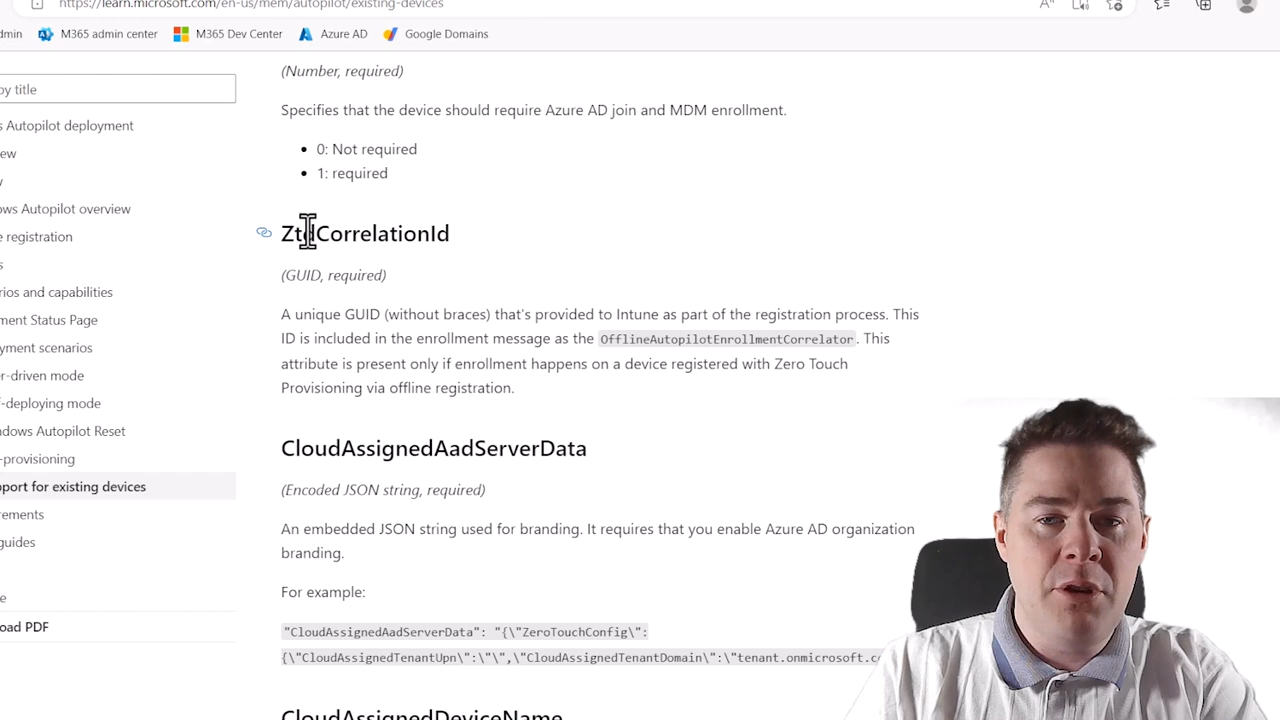 https://learn.microsoft.com/en-us/mem/autopilot/existing-devices
dmin M365 admin center M365 Dev Center Azure AD Google Domains
by title
s Autopilot deployment
ew
y
ows Autopilot overview
e registration
s
rios and capabilities
ment Status Page
yment scenarios
er-driven mode
f-deploying mode
ndows Autopilot Reset
-provisioning
pport for existing devices
rements
guides
e
oad PDF
(Number, required)
Specifies that the device should require Azure AD join and MDM enrollment.
• 0: Not required
• 1: required
ZtdCorrelationId
(GUID, required)
A unique GUID (without braces) that's provided to Intune as part of the registration process. This
ID is included in the enrollment message as the OfflineAutopilotEnrollmentCorrelator. This
attribute is present only if enrollment happens on a device registered with Zero Touch
Provisioning via offline registration.
CloudAssignedAadServerData
(Encoded JSON string, required)
An embedded JSON string used for branding. It requires that you enable Azure AD organization
branding.
For example:
"CloudAssignedAadServerData": "{\"ZeroTouchConfig\":
{\"CloudAssignedTenantUpn\":\"\",\"CloudAssignedTenantDomain\":\"tenant.onmicrosoft.c
CloudAssignedDeviceName